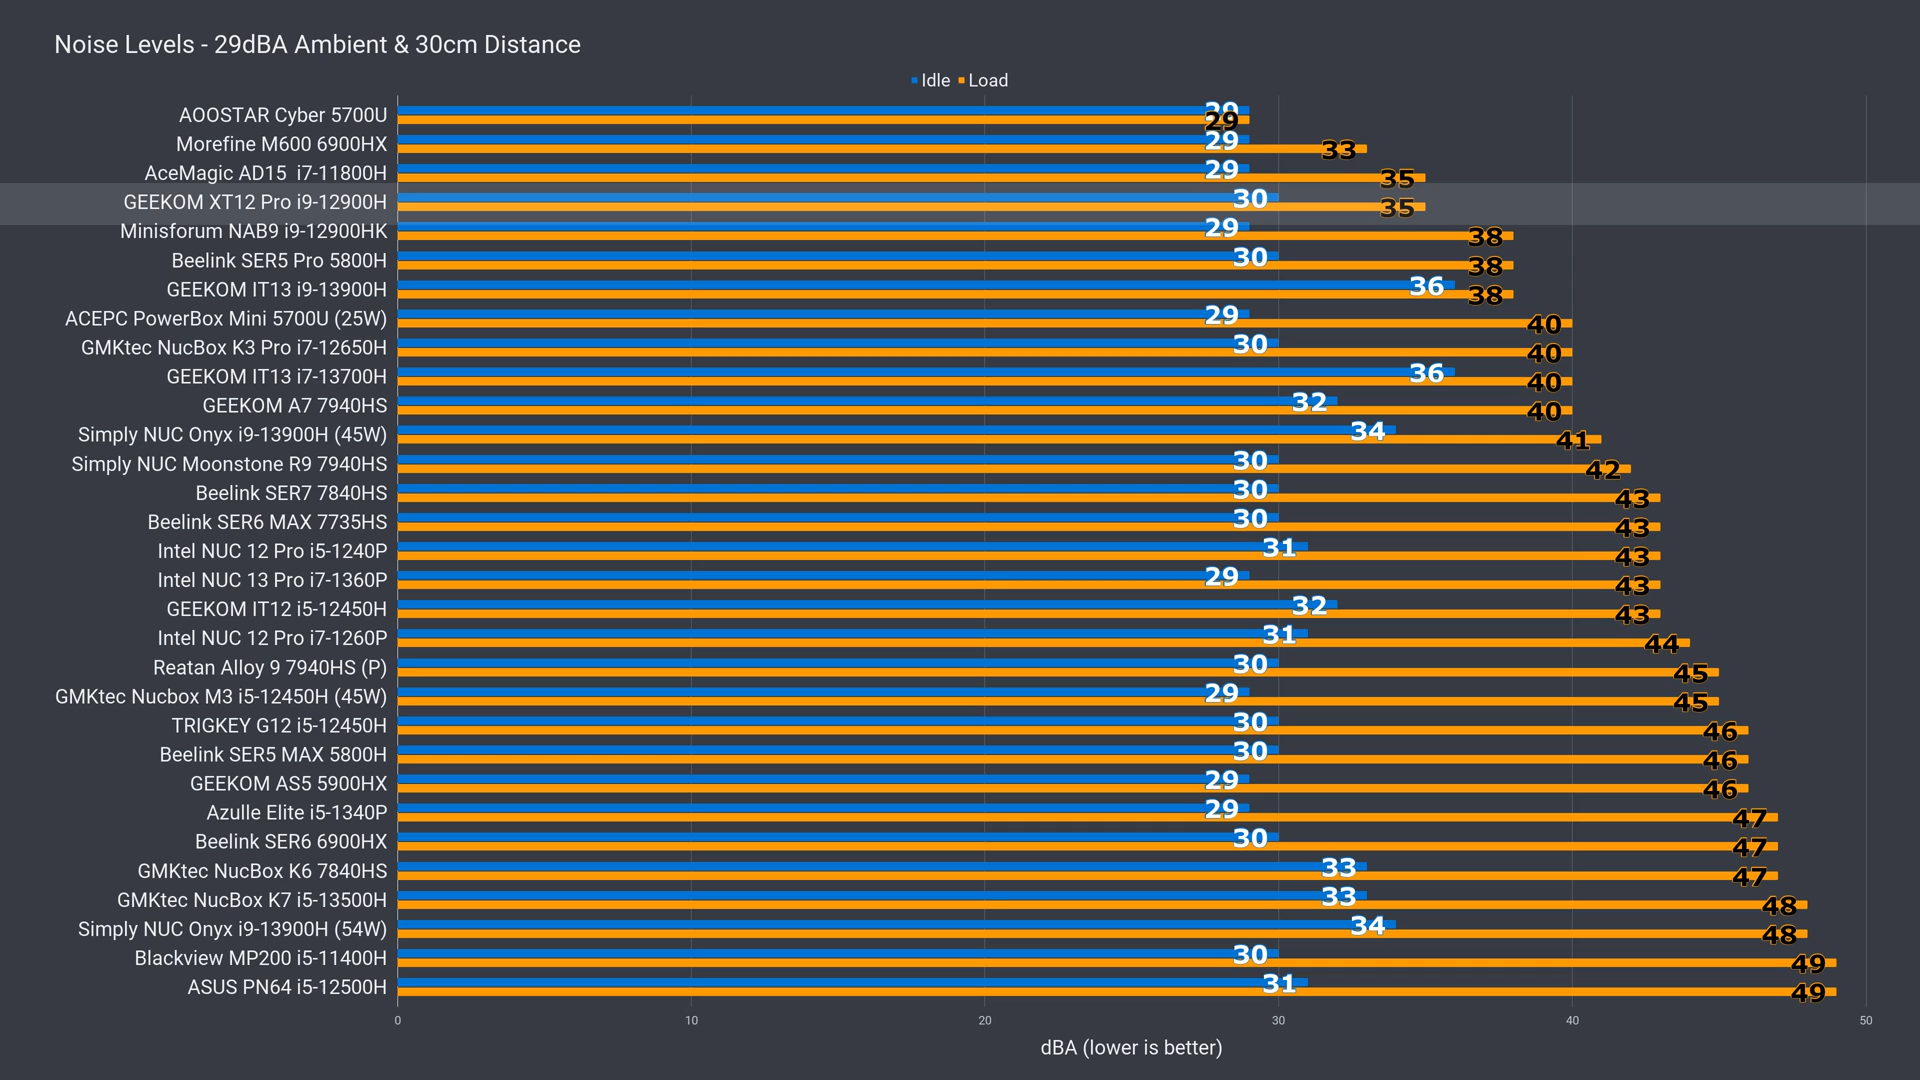 Noise Levels - 29dBA Ambient & 30cm Distance
Idle Load
AOOSTAR Cyber 5700U 29 29
Morefine M600 6900HX 29 33
AceMagic AD15 i7-11800H 29 35
GEEKOM XT12 Pro i9-12900H 30 35
Minisforum NAB9 i9-12900HK 29 38
Beelink SER5 Pro 5800H 30 38
GEEKOM IT13 i9-13900H 36 38
ACEPC PowerBox Mini 5700U (25W) 29 40
GMKtec NucBox K3 Pro i7-12650H 30 40
GEEKOM IT13 i7-13700H 36 40
GEEKOM A7 7940HS 32 40
Simply NUC Onyx i9-13900H (45W) 34 41
Simply NUC Moonstone R9 7940HS 30 42
Beelink SER7 7840HS 30 43
Beelink SER6 MAX 7735HS 30 43
Intel NUC 12 Pro i5-1240P 31 43
Intel NUC 13 Pro i7-1360P 29 43
GEEKOM IT12 i5-12450H 32 43
Intel NUC 12 Pro i7-1260P 31 44
Reatan Alloy 9 7940HS (P) 30 45
GMKtec Nucbox M3 i5-12450H (45W) 29 45
TRIGKEY G12 i5-12450H 30 46
Beelink SER5 MAX 5800H 30 46
GEEKOM AS5 5900HX 29 46
Azulle Elite i5-1340P 29 47
Beelink SER6 6900HX 30 47
GMKtec NucBox K6 7840HS 33 47
GMKtec NucBox K7 i5-13500H 33 48
Simply NUC Onyx i9-13900H (54W) 34 48
Blackview MP200 i5-11400H 30 49
ASUS PN64 i5-12500H 31 49
0 10 20 30 40 50
dBA (lower is better)